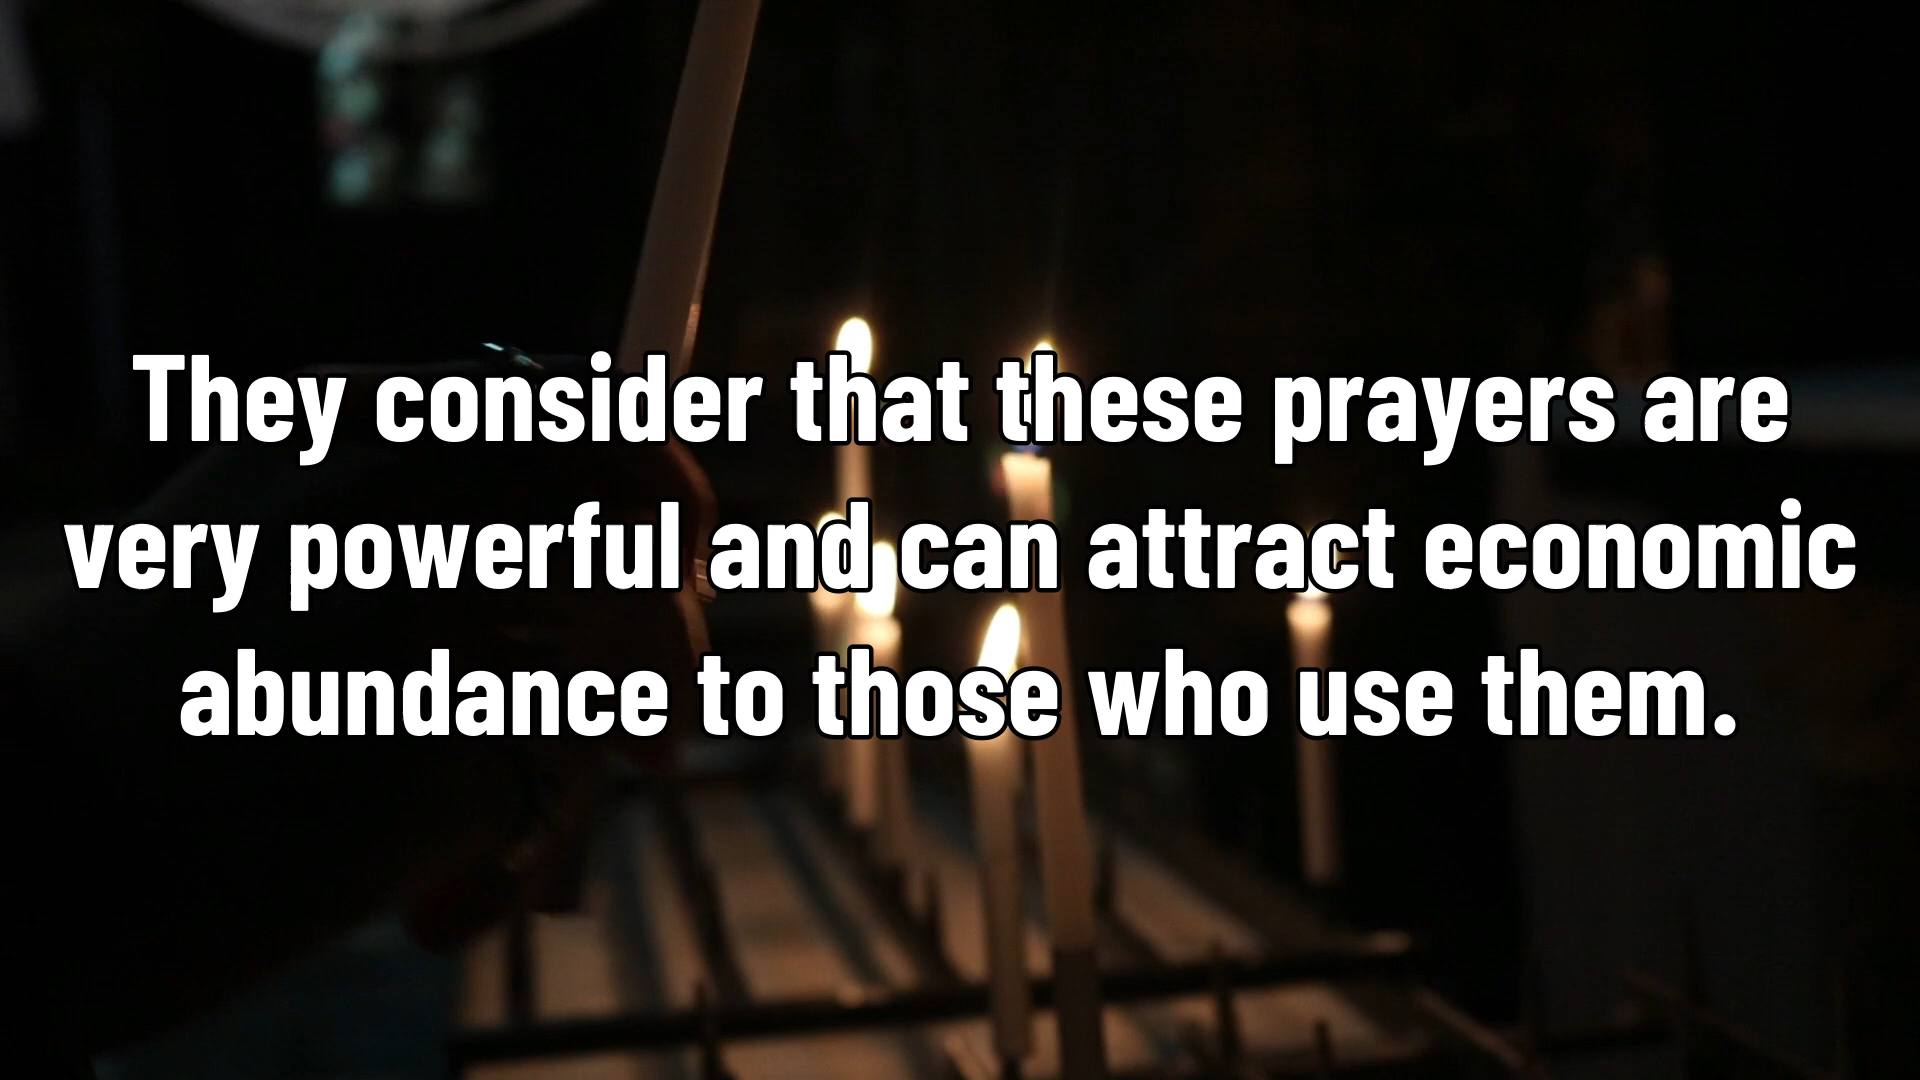 They consider that these prayers are
very powerful and can attract economic
abundance to those who use them.